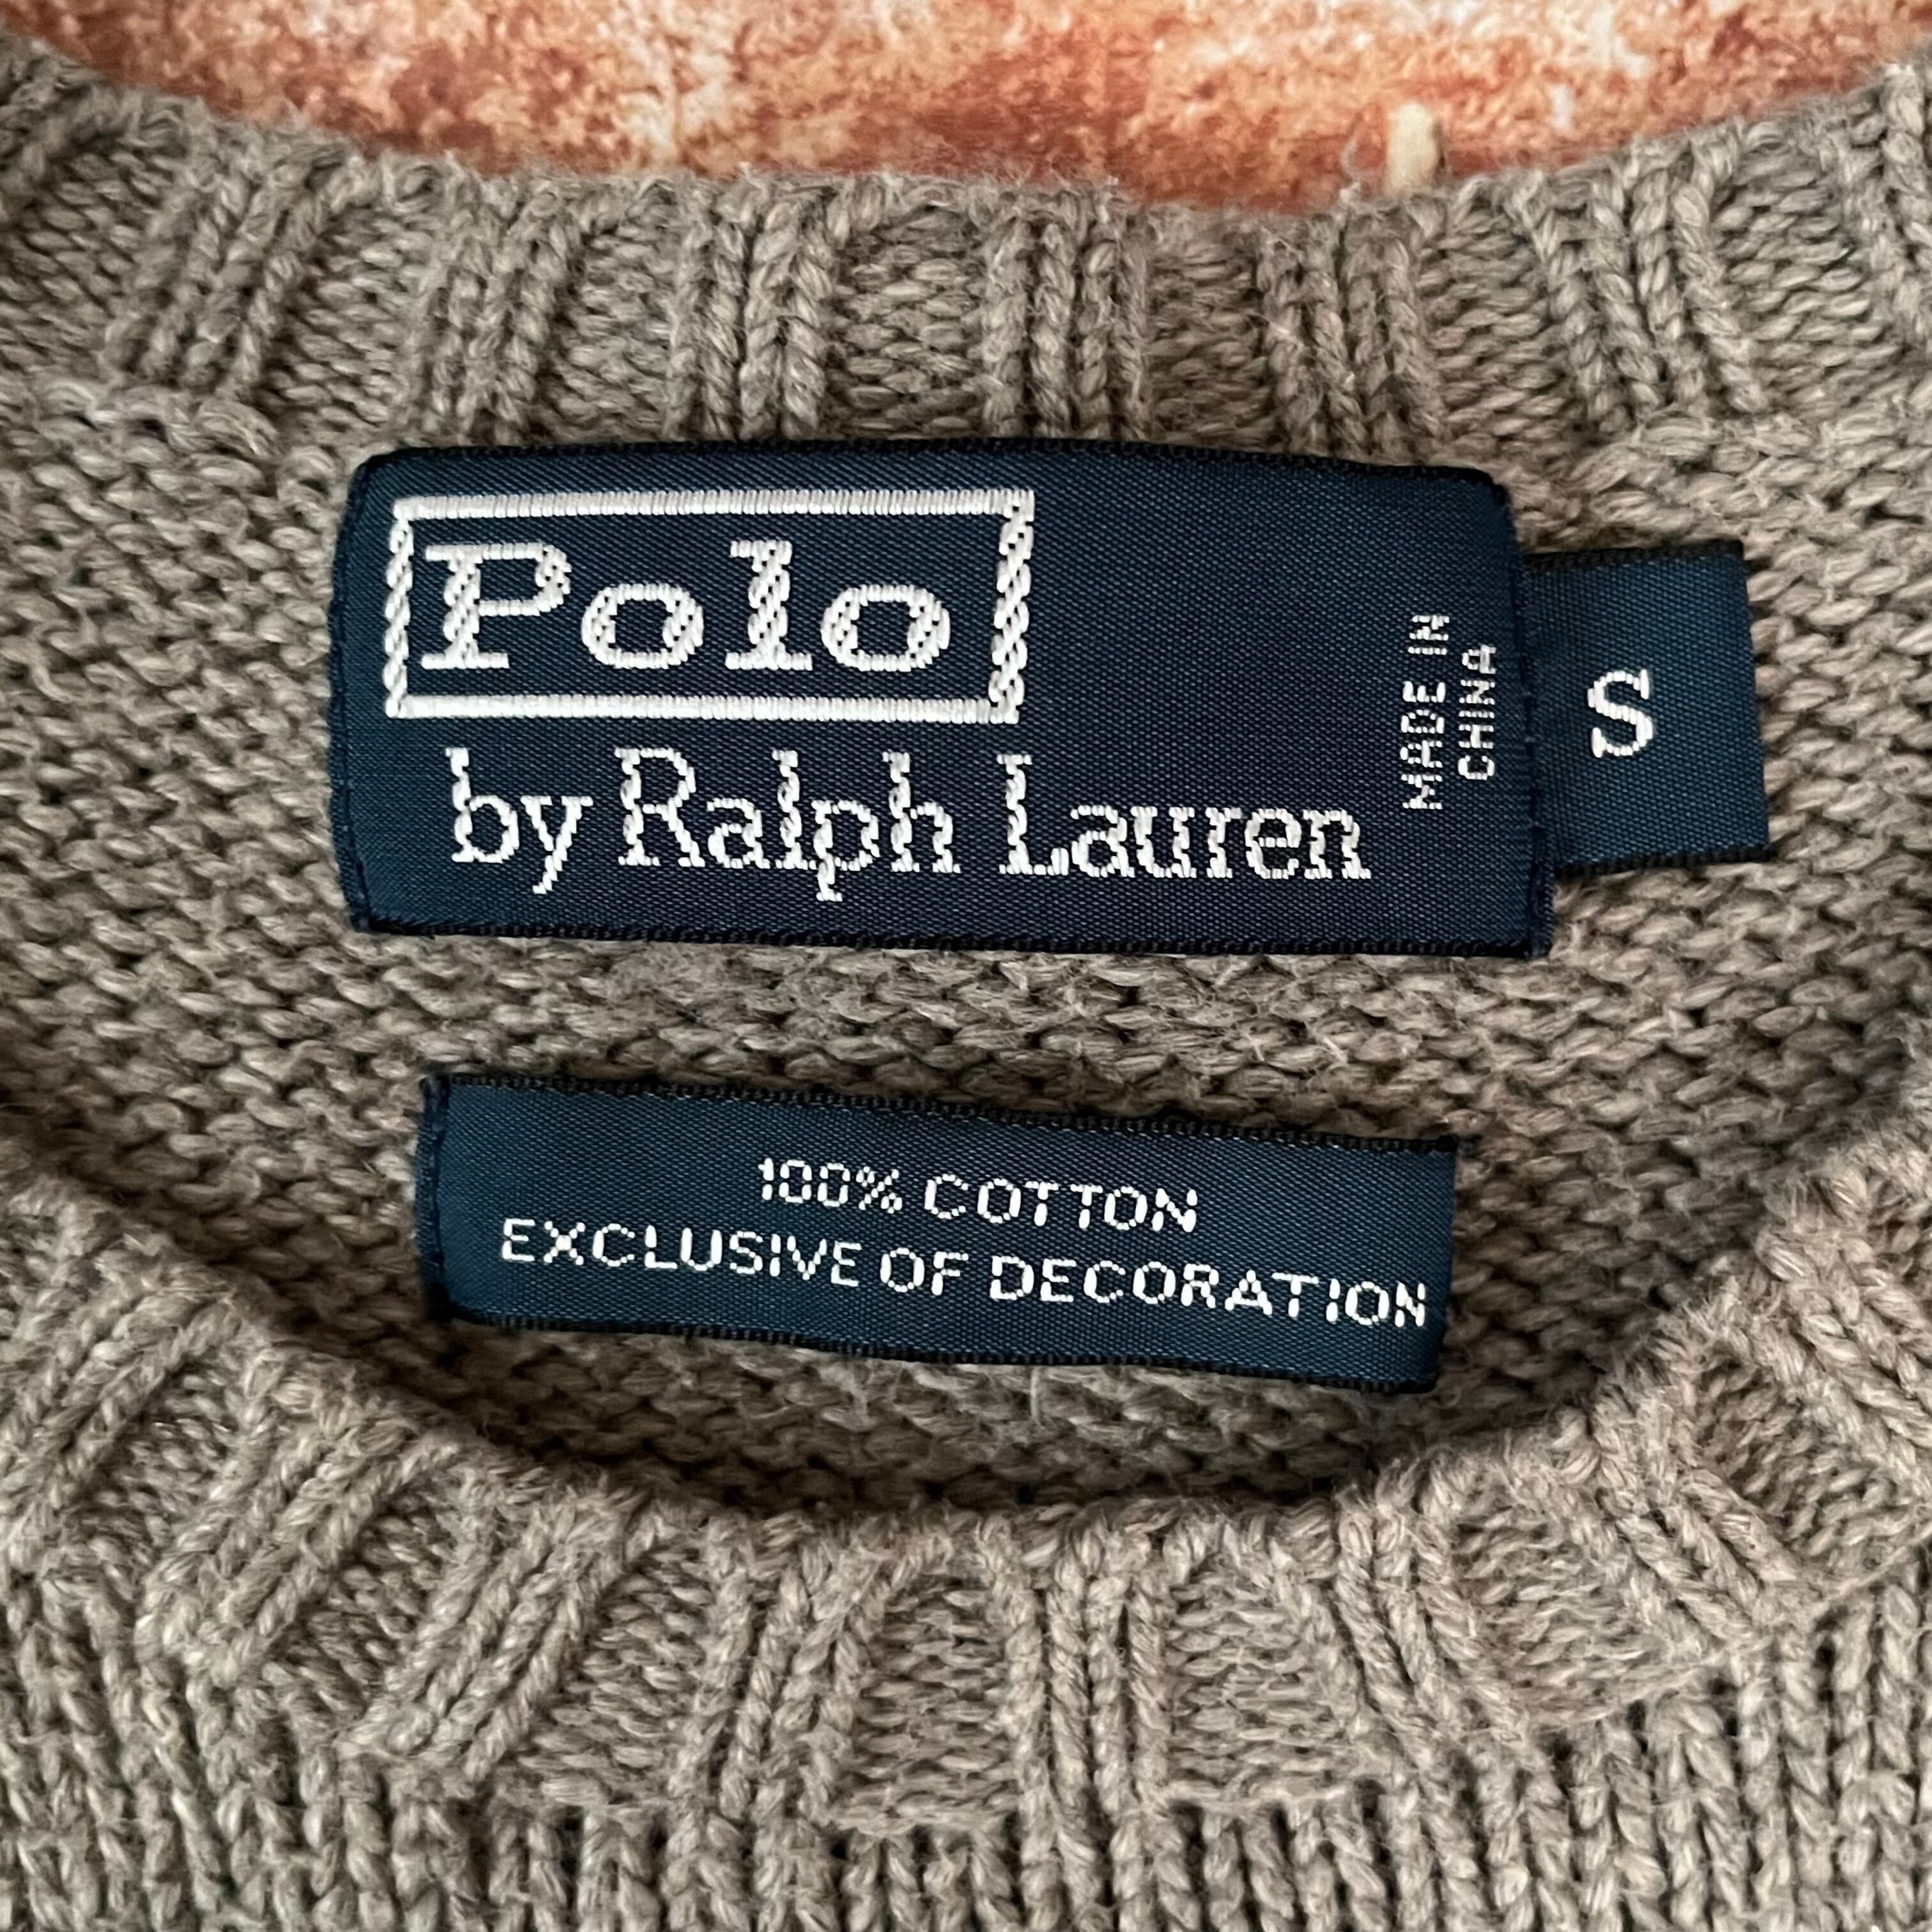 Polo
by Ralph Lauren
MADE IN
CHINA
S
100% COTTON
EXCLUSIVE OF DECORATION